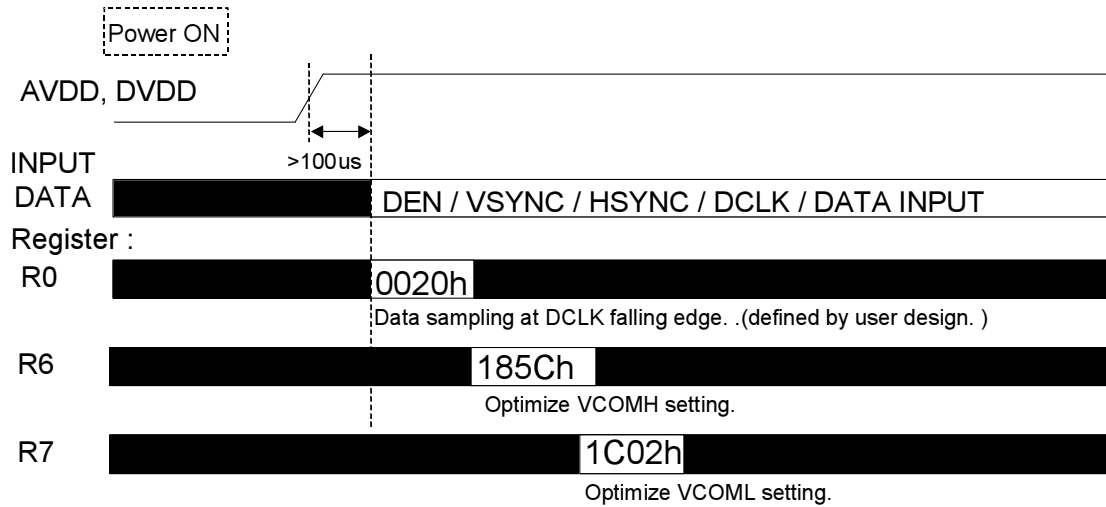 Power ON
AVDD, DVDD
>100us
INPUT
DATA
DEN / VSYNC / HSYNC / DCLK / DATA INPUT
Register :
R0
0020h
Data sampling at DCLK falling edge. .(defined by user design. )
R6
185Ch
Optimize VCOMH setting.
R7
1C02h
Optimize VCOML setting.